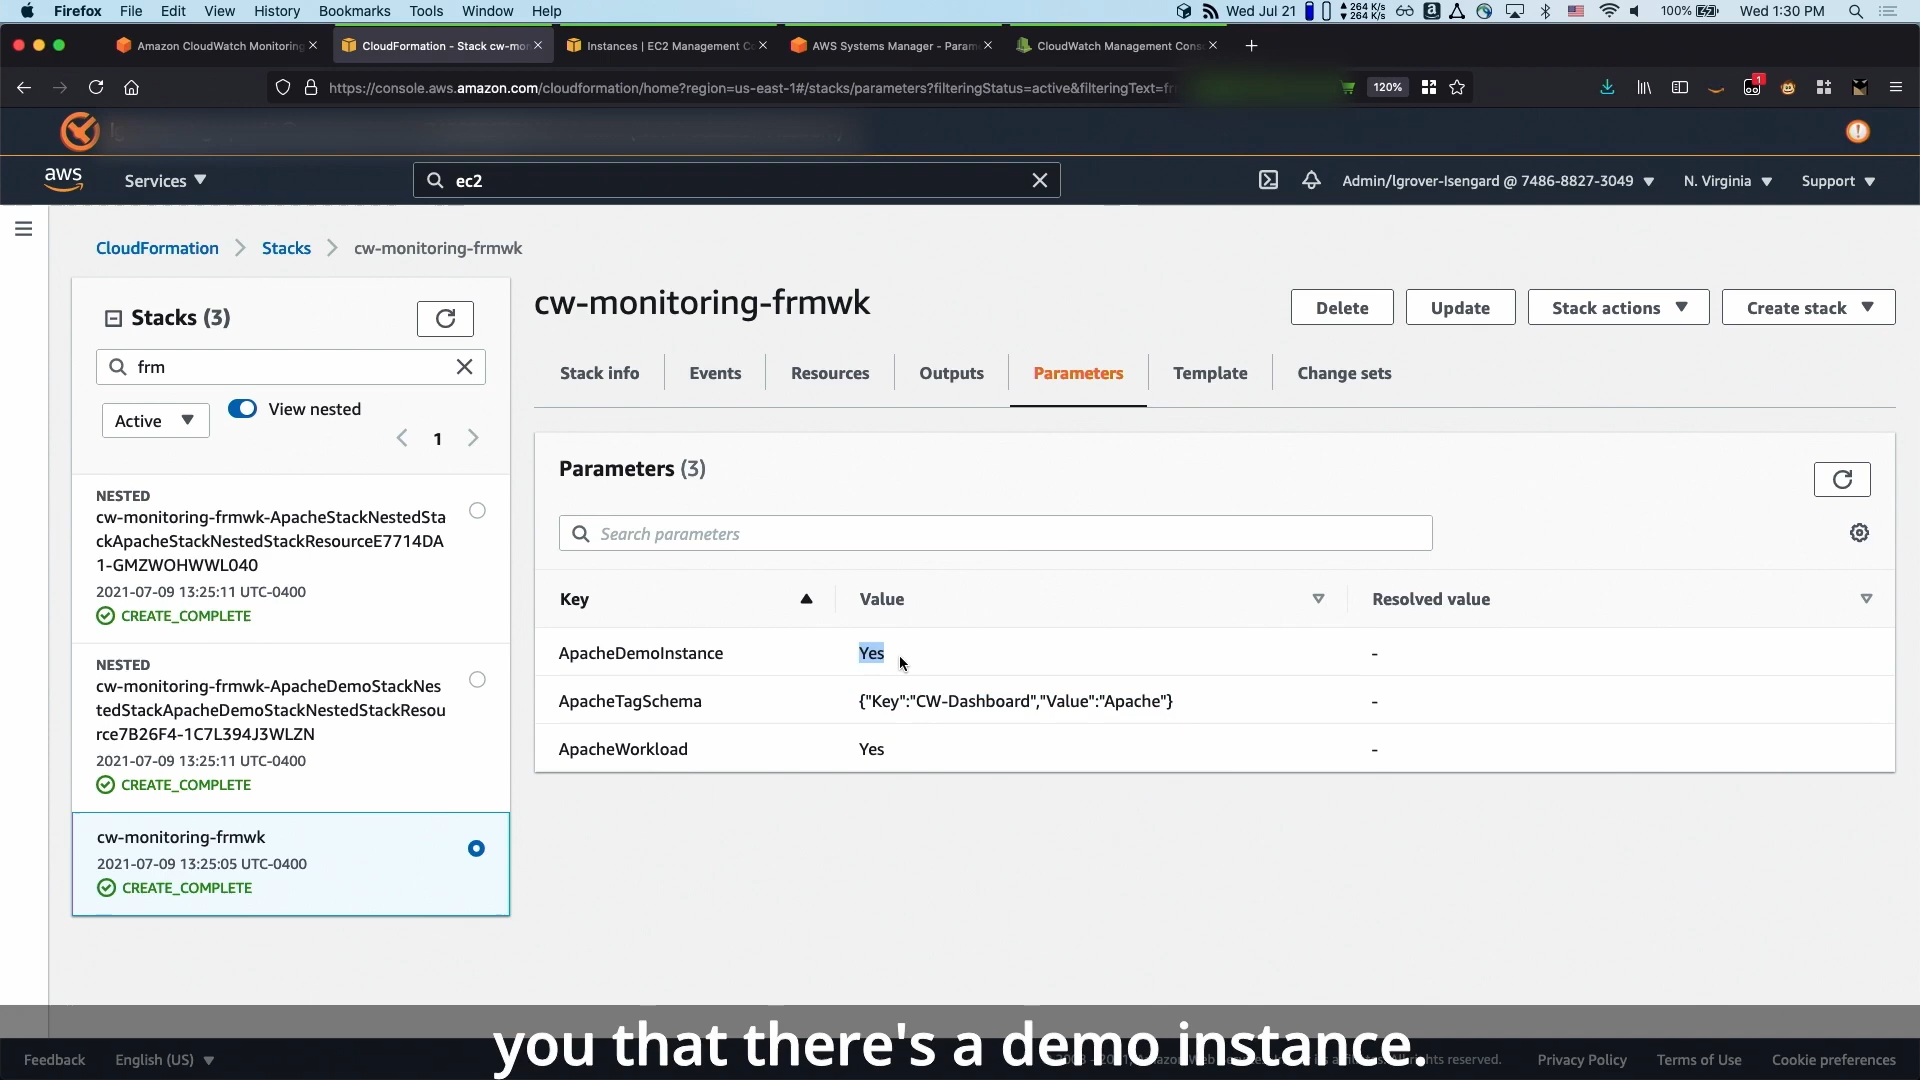 Firefox File Edit View History Bookmarks Tools Window Help
Wed Jul 21 264 K/s 264 K/s 100% Wed 1:30 PM
Amazon CloudWatch Monitoring
CloudFormation - Stack cw-mon
Instances | EC2 Management Co
AWS Systems Manager - Param
CloudWatch Management Cons
https://console.aws.amazon.com/cloudformation/home?region=us-east-1#/stacks/parameters?filteringStatus=active&filteringText=fr
120%
1
aws Services ec2 Admin/lgrover-Isengard @ 7486-8827-3049 N. Virginia Support
CloudFormation Stacks cw-monitoring-frmwk
Stacks (3)
frm
Active View nested
1
NESTED
cw-monitoring-frmwk-ApacheStackNestedSta
ckApacheStackNestedStackResourceE7714DA
1-GMZWOHWWL040
2021-07-09 13:25:11 UTC-0400
CREATE_COMPLETE
NESTED
cw-monitoring-frmwk-ApacheDemoStackNes
tedStackApacheDemoStackNestedStackResou
rce7B26F4-1C7L394J3WLZN
2021-07-09 13:25:11 UTC-0400
CREATE_COMPLETE
cw-monitoring-frmwk
2021-07-09 13:25:05 UTC-0400
CREATE_COMPLETE
cw-monitoring-frmwk
Delete Update Stack actions Create stack
Stack info Events Resources Outputs Parameters Template Change sets
Parameters (3)
Search parameters
Key Value Resolved value
ApacheDemoInstance Yes -
ApacheTagSchema {"Key":"CW-Dashboard","Value":"Apache"} -
ApacheWorkload Yes -
you that there's a demo instance.
Feedback English (US) hts reserved. Privacy Policy Terms of Use Cookie preferences